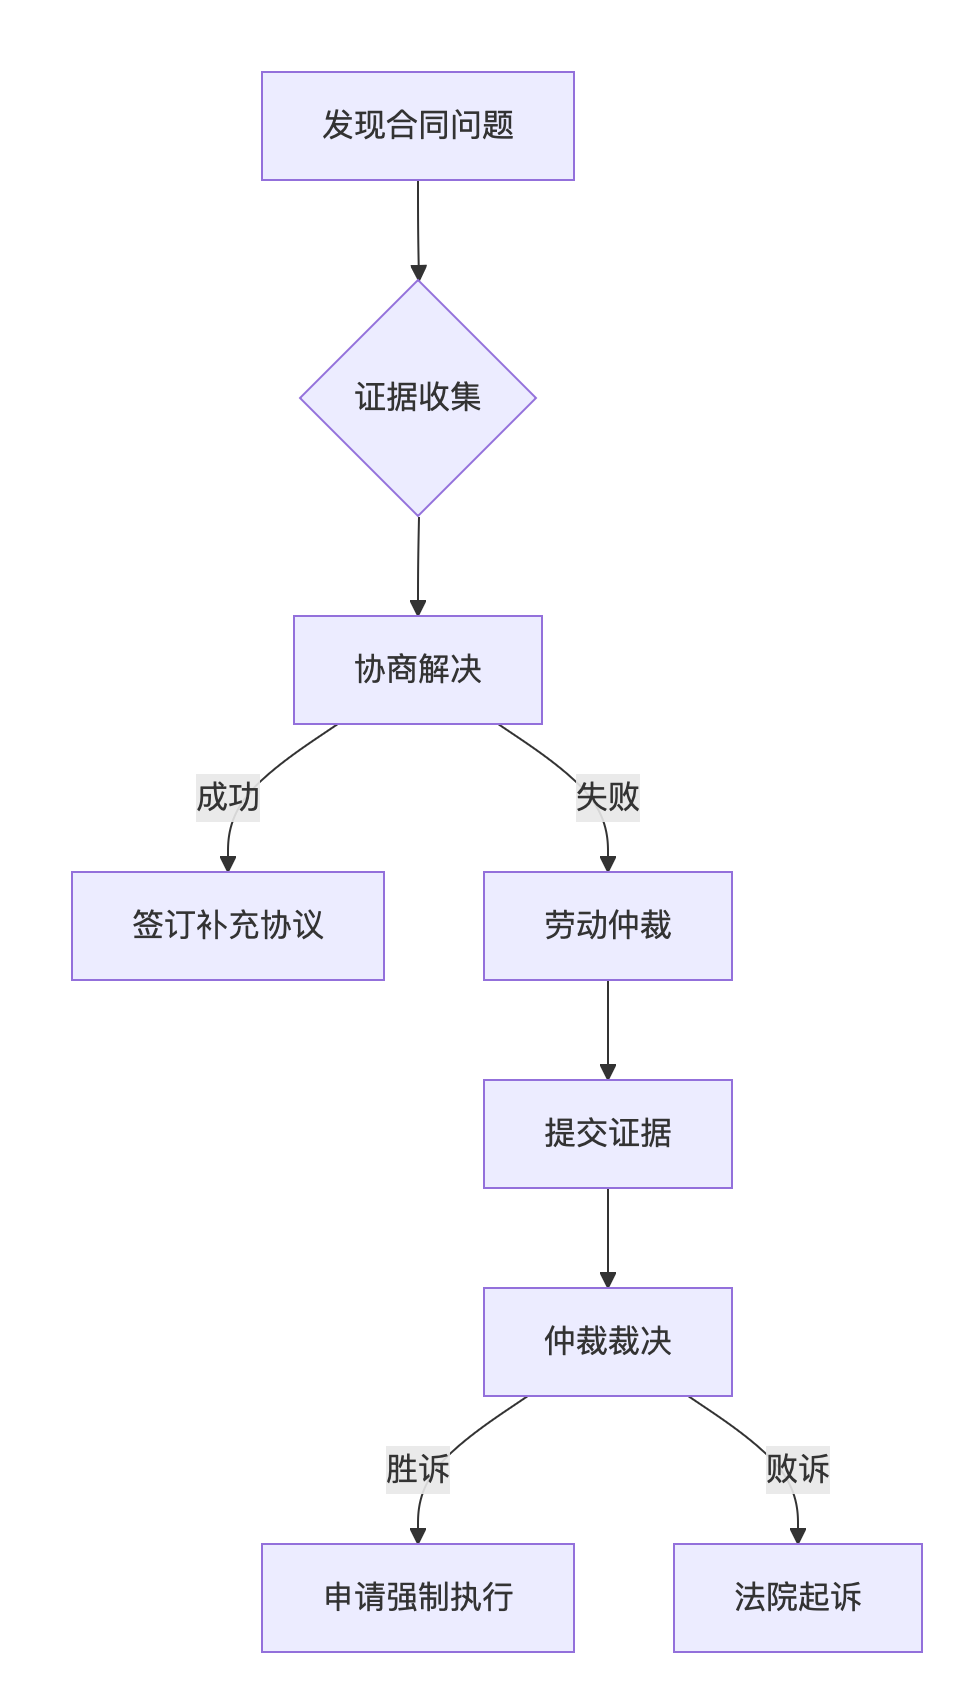 发现合同问题
证据收集
协商解决
成功
失败
签订补充协议
劳动仲裁
提交证据
仲裁裁决
胜诉
败诉
申请强制执行
法院起诉